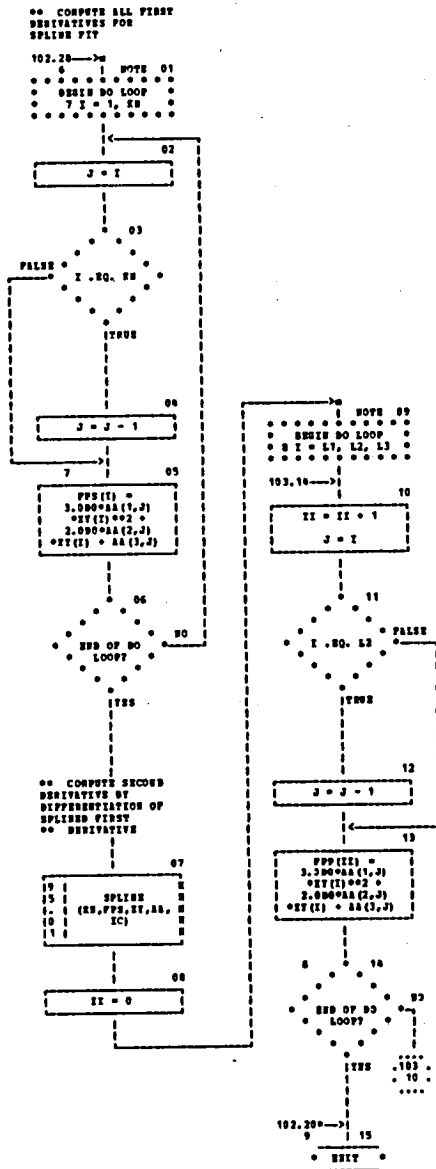 ** COMPUTE ALL FIRST
DERIVATIVES FOR
SPLINE FIT
102.28---->
6
NOTE 01
BEGIN DO LOOP
7 I = 1, KN
02
J = I
03
FALSE
I .EQ. KN
TRUE
04
J = J - 1
7
05
FPS(I) =
3.0D0*AA(1,J)
*XY(I)**2 +
2.0D0*AA(2,J)
*XY(I) + AA(3,J)
06
END OF DO
LOOP?
NO
YES
** COMPUTE SECOND
DERIVATIVE BY
DIFFERENTIATION OF
SPLINED FIRST
** DERIVATIVE
07
SPLINE
(KN,FPS,XY,AA,
XC)
08
II = 0
NOTE 09
BEGIN DO LOOP
8 I = L1, L2, L3
103.14---->
10
II = II + 1
J = I
11
I .EQ. L2
FALSE
TRUE
12
J = J - 1
13
FPP(II) =
3.0D0*AA(1,J)
*XY(I)**2 +
2.0D0*AA(2,J)
*XY(I) + AA(3,J)
8
14
END OF DO
LOOP?
NO
YES
103
10
102.20*--->
9
15
* EXIT *